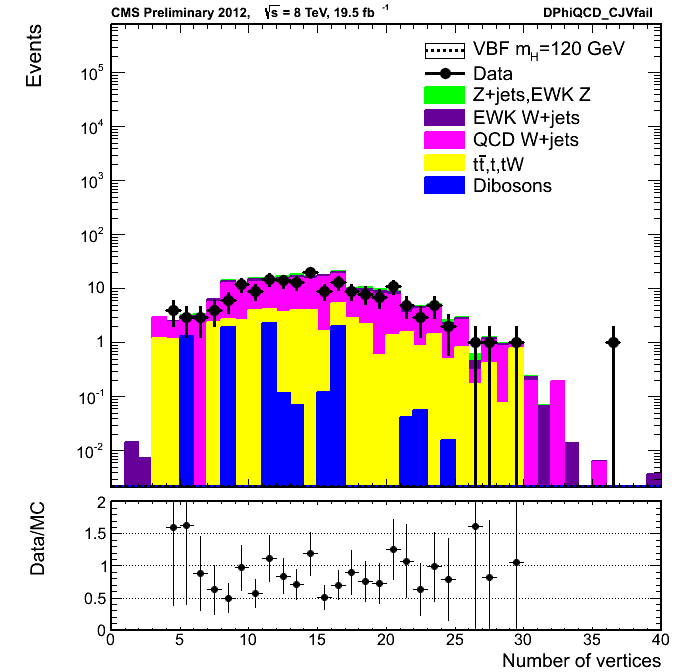 CMS Preliminary 2012, √s = 8 TeV, 19.5 fb⁻¹ DPhiQCD_CJVfail
Events
VBF m_H=120 GeV
Data
Z+jets,EWK Z
EWK W+jets
QCD W+jets
tt̄,t,tW
Dibosons
10⁵
10⁴
10³
10²
10
1
10⁻¹
10⁻²
Data/MC
2
1.5
1
0.5
0
0 5 10 15 20 25 30 35 40
Number of vertices